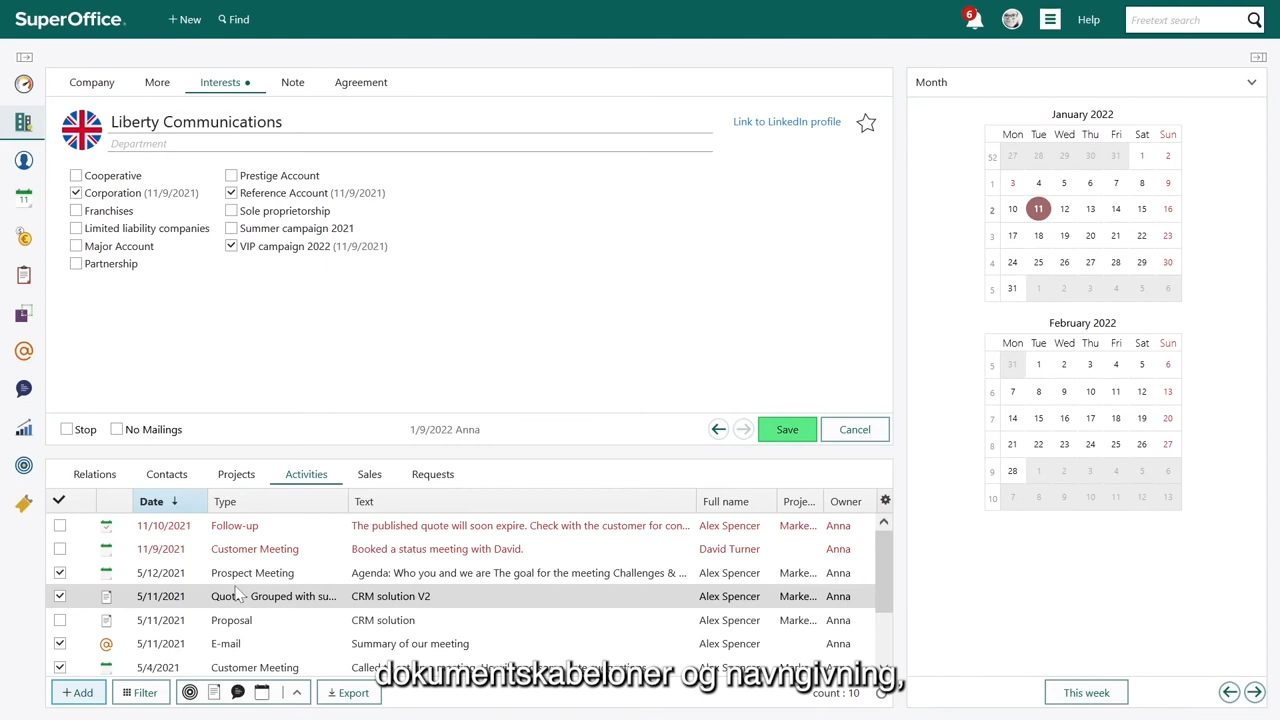 SuperOffice.
+ New
Find
6
Help
Freetext search
Company
More
Interests
Note
Agreement
Liberty Communications
Department
Link to LinkedIn profile
Cooperative
Corporation (11/9/2021)
Franchises
Limited liability companies
Major Account
Partnership
Prestige Account
Reference Account (11/9/2021)
Sole proprietorship
Summer campaign 2021
VIP campaign 2022 (11/9/2021)
Stop
No Mailings
1/9/2022 Anna
Save
Cancel
Relations
Contacts
Projects
Activities
Sales
Requests
Date Type Text Full name Proje... Owner
11/10/2021 Follow-up The published quote will soon expire. Check with the customer for con... Alex Spencer Marke... Anna
11/9/2021 Customer Meeting Booked a status meeting with David. David Turner Anna
5/12/2021 Prospect Meeting Agenda: Who you and we are The goal for the meeting Challenges & ... Alex Spencer Marke... Anna
5/11/2021 Quote - Grouped with su... CRM solution V2 Alex Spencer Marke... Anna
5/11/2021 Proposal CRM solution Alex Spencer Marke... Anna
5/11/2021 E-mail Summary of our meeting Alex Spencer Anna
5/4/2021 Customer Meeting Alex Spencer Marke... Anna
dokumentskabeloner og navngivning,
+ Add
Filter
Export
count : 10
Month
January 2022
Mon Tue Wed Thu Fri Sat Sun
52 27 28 29 30 31 1 2
1 3 4 5 6 7 8 9
2 10 11 12 13 14 15 16
3 17 18 19 20 21 22 23
4 24 25 26 27 28 29 30
5 31 1 2 3 4 5 6
February 2022
Mon Tue Wed Thu Fri Sat Sun
5 31 1 2 3 4 5 6
6 7 8 9 10 11 12 13
7 14 15 16 17 18 19 20
8 21 22 23 24 25 26 27
9 28 1 2 3 4 5 6
10 7 8 9 10 11 12 13
This week
11